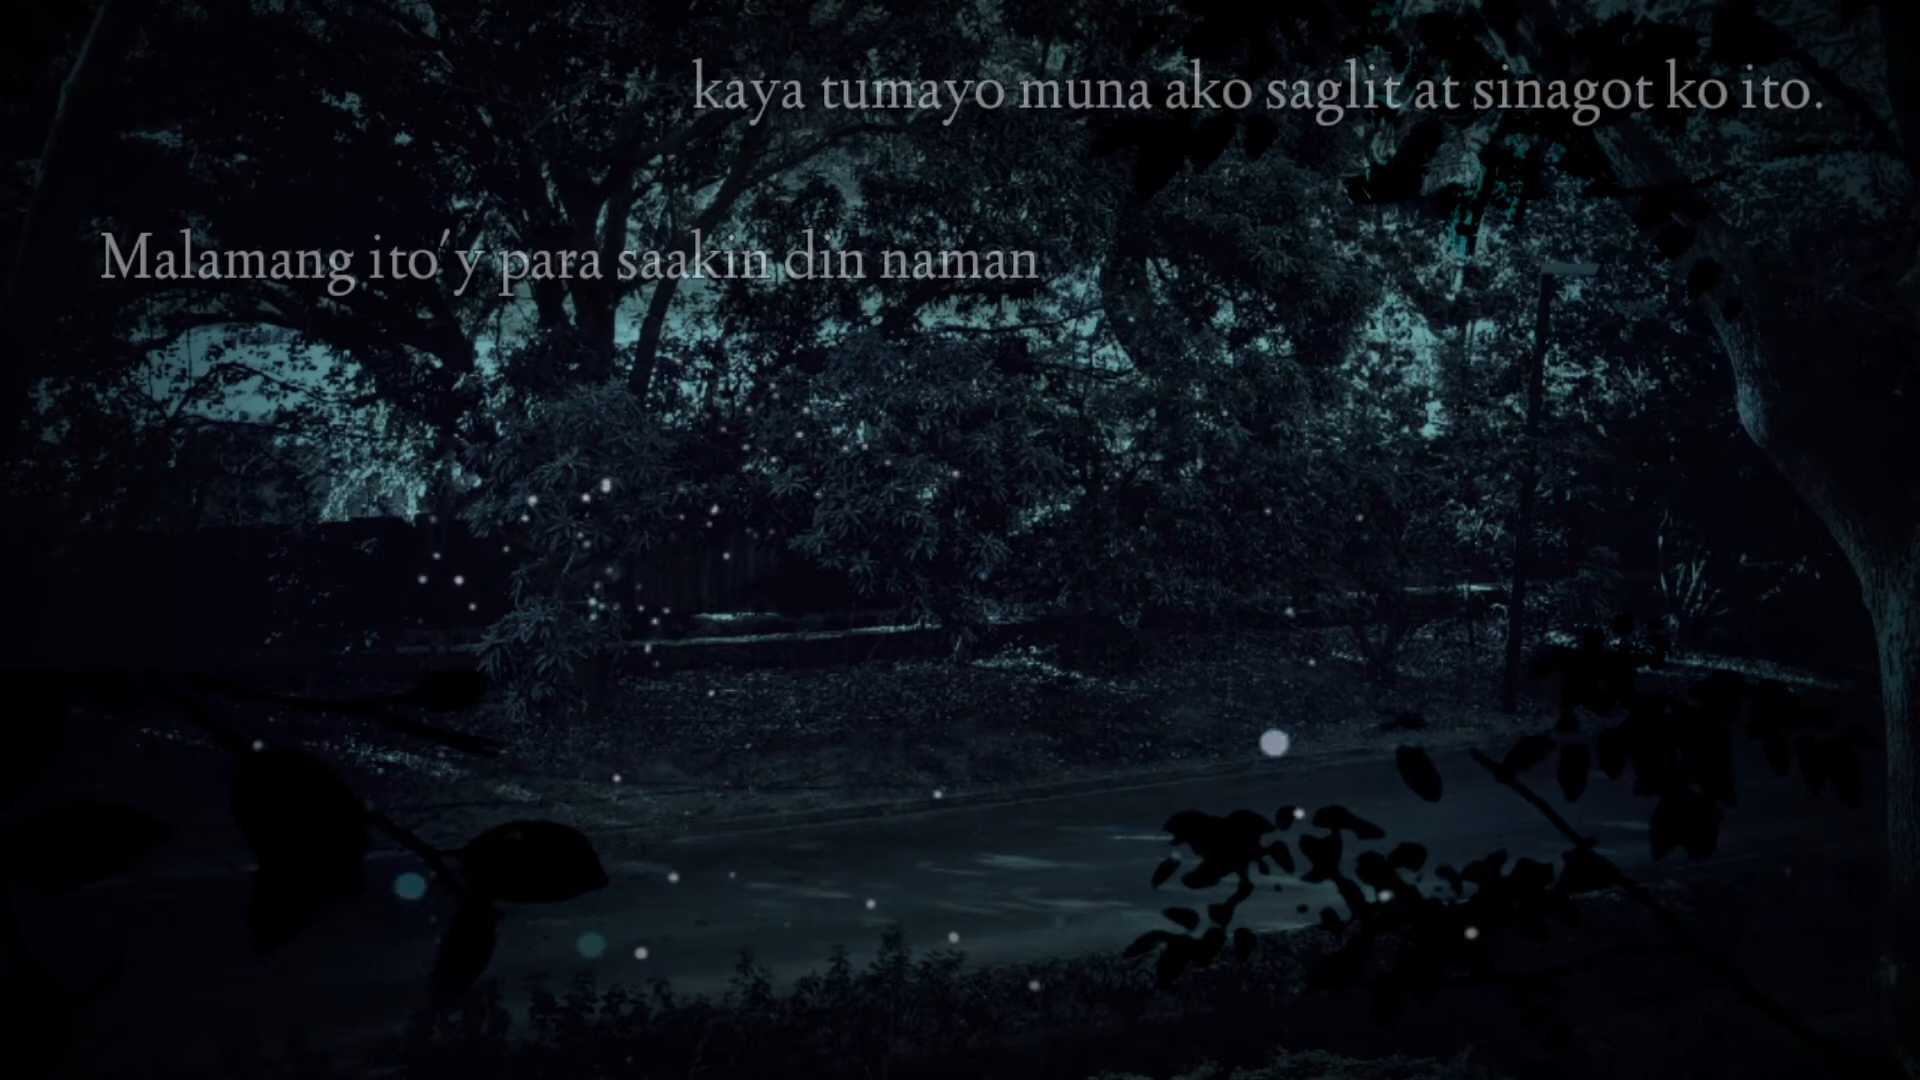 kaya tumayo muna ako saglit at sinagot ko ito.
Malamang ito'y para saakin din naman